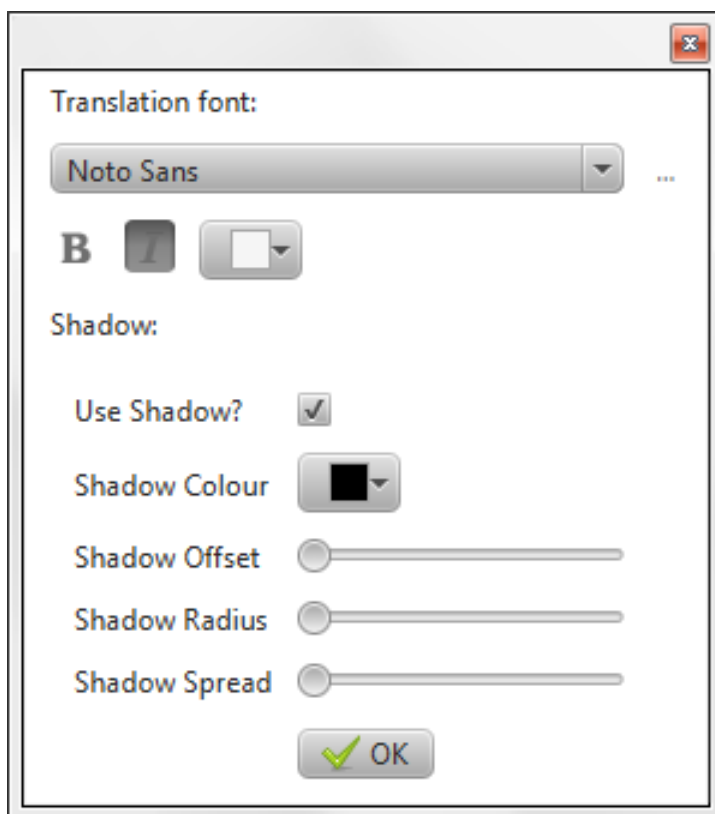 Translation font:
Noto Sans
...
B I
Shadow:
Use Shadow?
Shadow Colour
Shadow Offset
Shadow Radius
Shadow Spread
OK